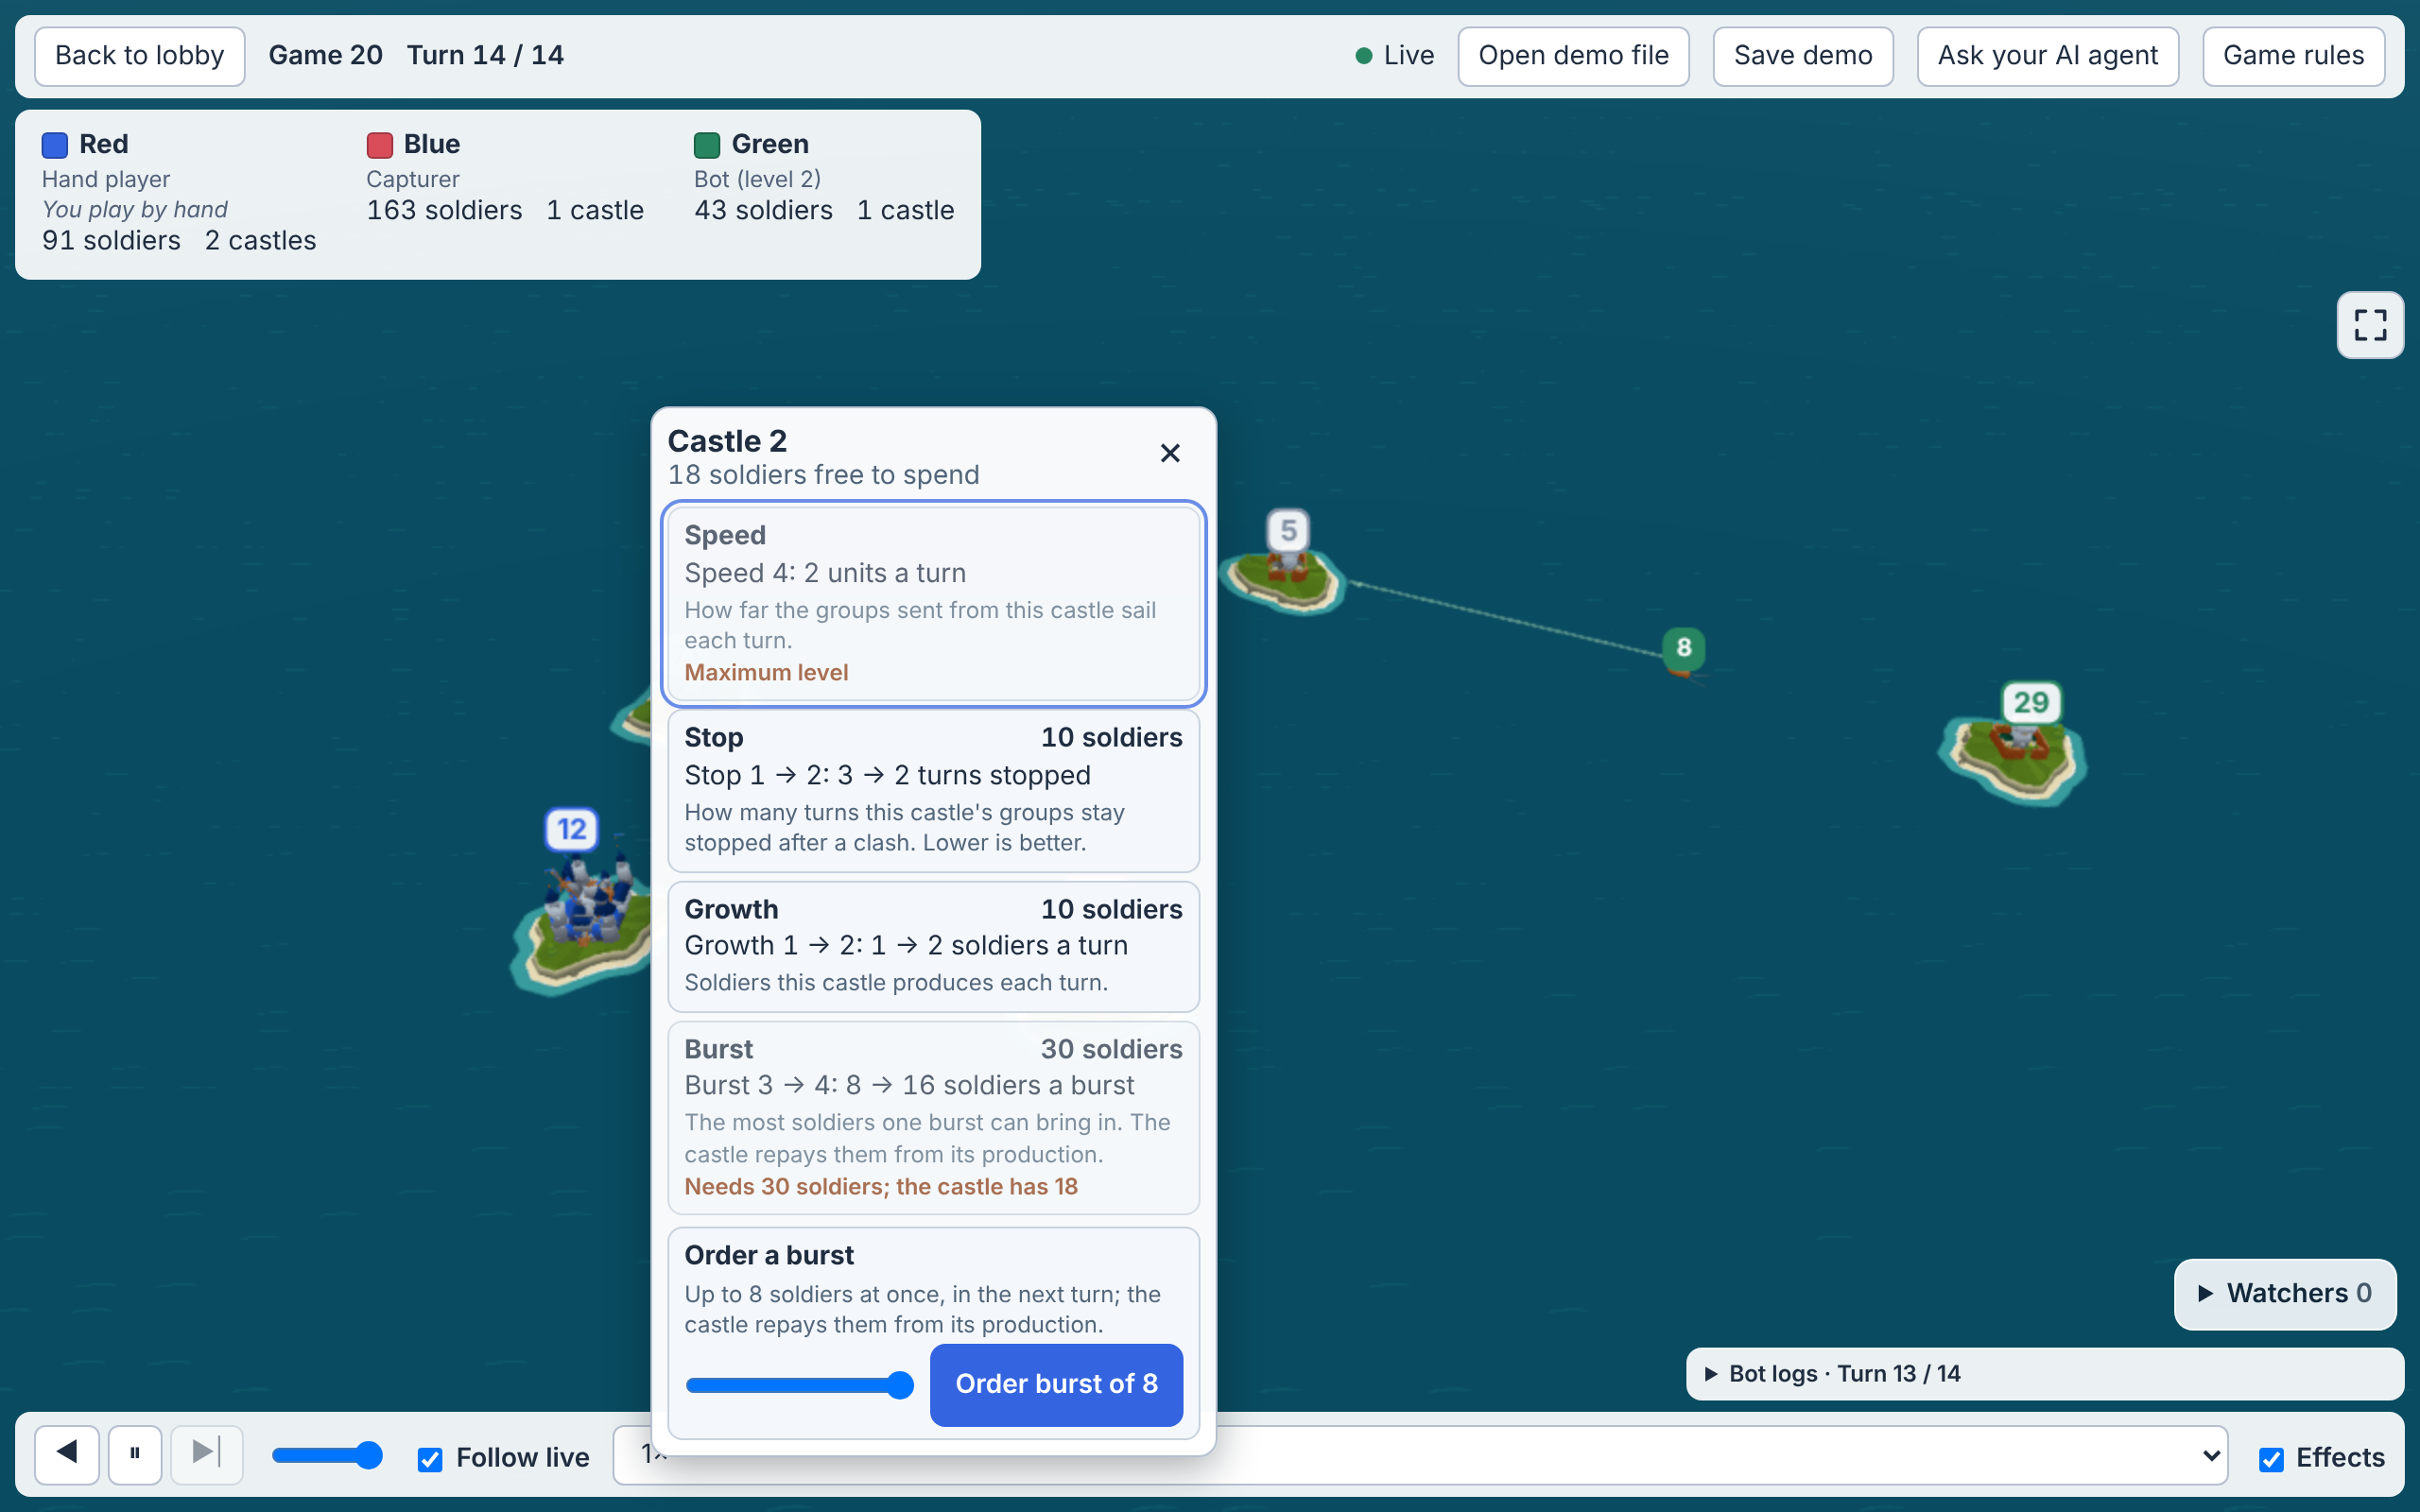 Back to lobby Game 20 Turn 14 / 14 Live Open demo file Save demo Ask your AI agent Game rules
Red Blue Green
Hand player Capturer Bot (level 2)
You play by hand 163 soldiers 1 castle 43 soldiers 1 castle
91 soldiers 2 castles
Castle 2
18 soldiers free to spend
Speed
Speed 4: 2 units a turn
How far the groups sent from this castle sail
each turn.
Maximum level
Stop 10 soldiers
Stop 1 → 2: 3 → 2 turns stopped
How many turns this castle's groups stay
stopped after a clash. Lower is better.
Growth 10 soldiers
Growth 1 → 2: 1 → 2 soldiers a turn
Soldiers this castle produces each turn.
Burst 30 soldiers
Burst 3 → 4: 8 → 16 soldiers a burst
The most soldiers one burst can bring in. The
castle repays them from its production.
Needs 30 soldiers; the castle has 18
Order a burst
Up to 8 soldiers at once, in the next turn; the
castle repays them from its production.
Order burst of 8
5
8
29
12
Watchers 0
Bot logs · Turn 13 / 14
Follow live 1× Effects